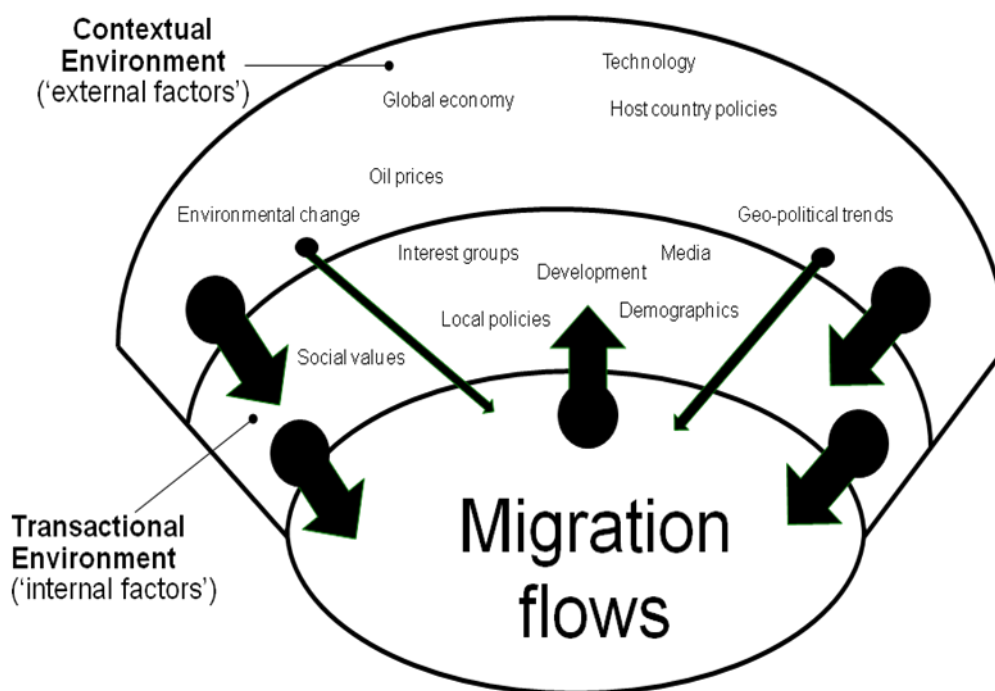 Contextual
Environment
(‘external factors’)
Technology
Global economy
Host country policies
Oil prices
Environmental change
Geo-political trends
Interest groups
Media
Development
Local policies
Demographics
Social values
Transactional
Environment
(‘internal factors’)
Migration
flows